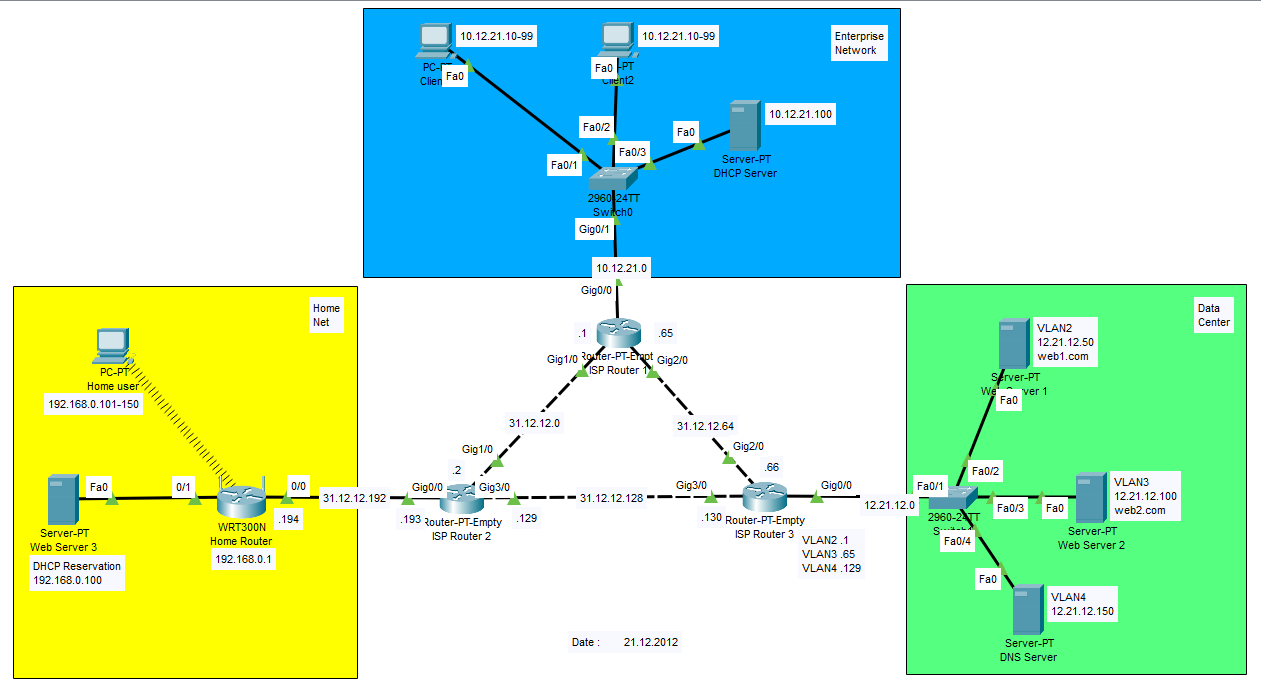 10.12.21.10-99
10.12.21.10-99
Enterprise
Network
Fa0
Fa0
Client2
10.12.21.100
Fa0/2
Fa0
Fa0/3
Fa0/1
Server-PT
DHCP Server
2960-24TT
Switch0
Gig0/1
10.12.21.0
Gig0/0
.1
.65
Router-PT-Empty
ISP Router 1
Gig1/0
Gig2/0
31.12.12.0
31.12.12.64
Gig1/0
Gig2/0
.2
.66
Gig0/0
Gig3/0
Gig3/0
Gig0/0
31.12.12.192
31.12.12.128
12.21.12.0
.193
.129
.130
Router-PT-Empty
ISP Router 2
Router-PT-Empty
ISP Router 3
VLAN2 .1
VLAN3 .65
VLAN4 .129
Home
Net
PC-PT
Home user
192.168.0.101-150
Fa0
0/1
0/0
.194
Server-PT
Web Server 3
WRT300N
Home Router
192.168.0.1
DHCP Reservation
192.168.0.100
Data
Center
VLAN2
12.21.12.50
web1.com
Server-PT
Web Server 1
Fa0
Fa0/2
Fa0/1
VLAN3
12.21.12.100
web2.com
Fa0/3
Fa0
2960-24TT
Server-PT
Web Server 2
Fa0/4
Fa0
VLAN4
12.21.12.150
Server-PT
DNS Server
Date :
21.12.2012